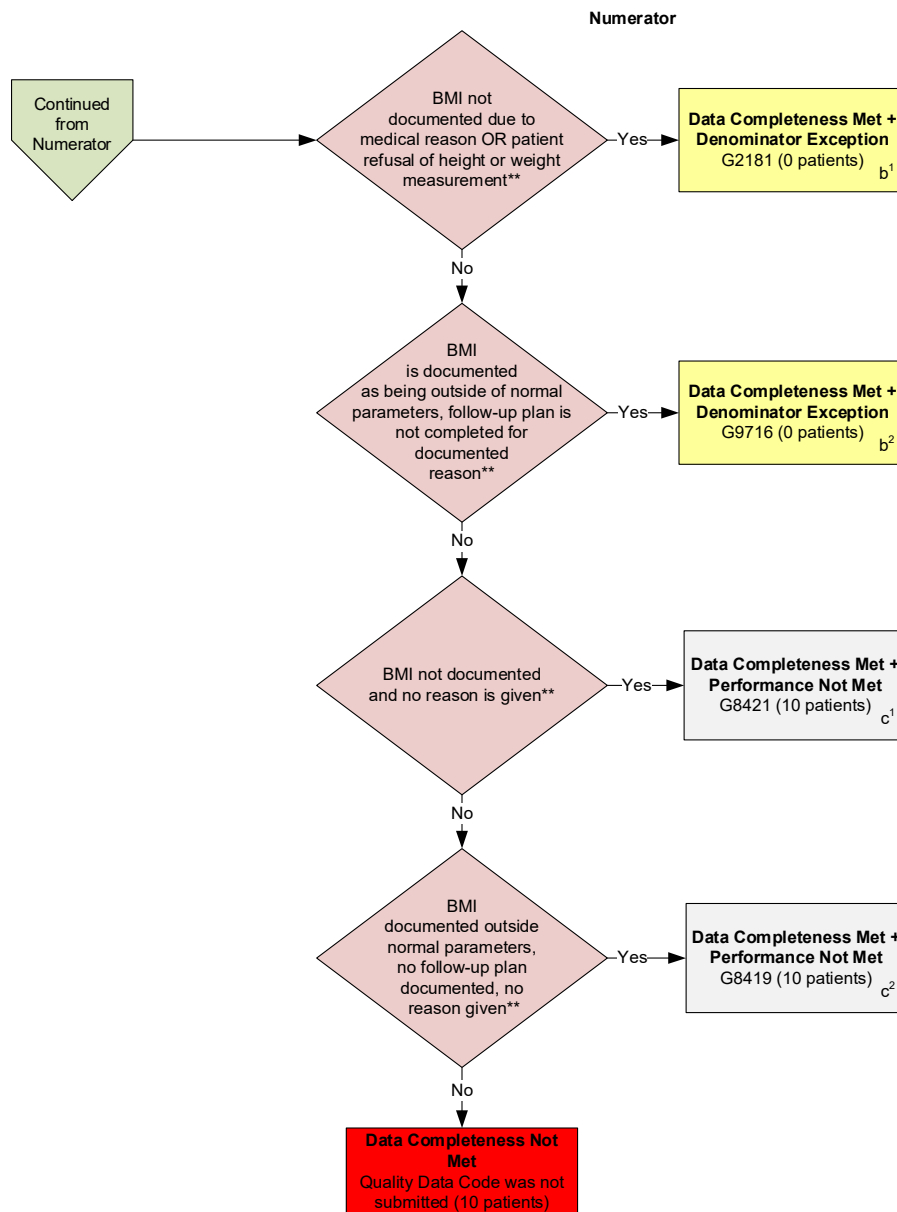 Numerator
Continued
from
Numerator
BMI not
documented due to
medical reason OR patient
refusal of height or weight
measurement**
Yes
Data Completeness Met +
Denominator Exception
G2181 (0 patients)
b1
No
BMI
is documented
as being outside of normal
parameters, follow-up plan is
not completed for
documented
reason**
Yes
Data Completeness Met +
Denominator Exception
G9716 (0 patients)
b2
No
BMI not documented
and no reason is given**
Yes
Data Completeness Met +
Performance Not Met
G8421 (10 patients)
c1
No
BMI
documented outside
normal parameters,
no follow-up plan
documented, no
reason given**
Yes
Data Completeness Met +
Performance Not Met
G8419 (10 patients)
c2
No
Data Completeness Not
Met
Quality Data Code was not
submitted (10 patients)